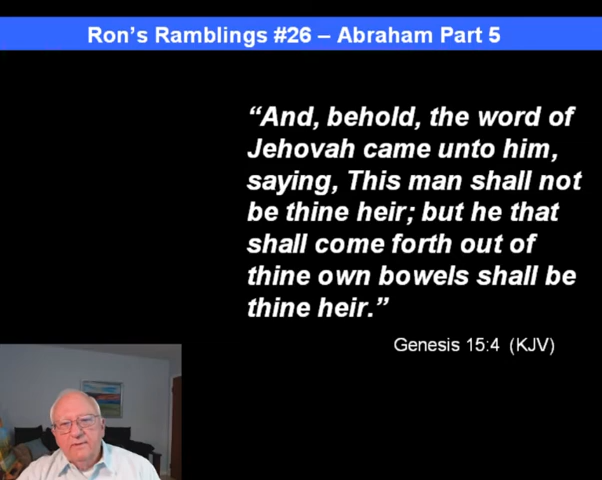 Ron's Ramblings #26 – Abraham Part 5
“And, behold, the word of
Jehovah came unto him,
saying, This man shall not
be thine heir; but he that
shall come forth out of
thine own bowels shall be
thine heir.”
Genesis 15:4 (KJV)